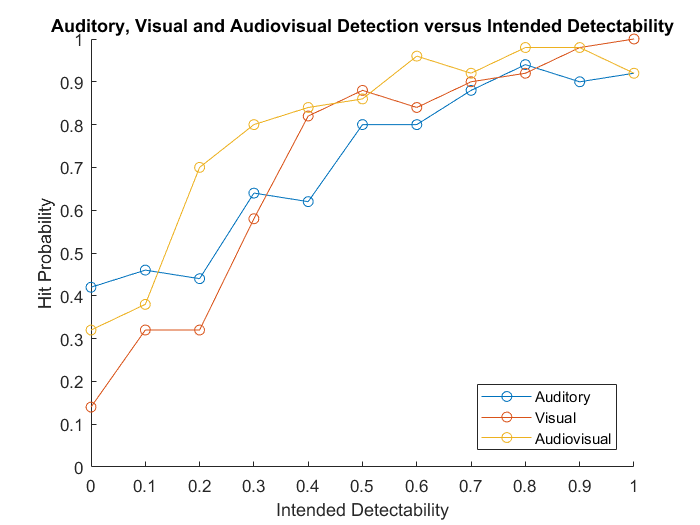 Auditory, Visual and Audiovisual Detection versus Intended Detectability
1
0.9
0.8
0.7
0.6
0.5
0.4
0.3
0.2
0.1
0
Hit Probability
Auditory
Visual
Audiovisual
0 0.1 0.2 0.3 0.4 0.5 0.6 0.7 0.8 0.9 1
Intended Detectability